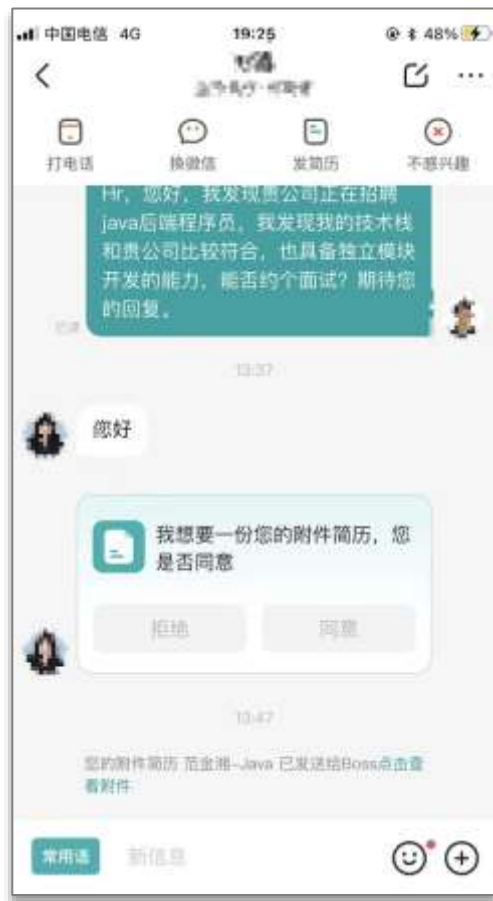 中国电信 4G
19:25
48%
打电话
换微信
发简历
不感兴趣
Hr，您好，我发现贵公司正在招聘
java后端程序员，我发现我的技术栈
和贵公司比较符合，也具备独立模块
开发的能力，能否约个面试？期待您
的回复。
13:37
您好
我想要一份您的附件简历，您
是否同意
拒绝
同意
13:47
您的附件简历 范金湘-Java 已发送给Boss点击查
看附件
常用语
新信息